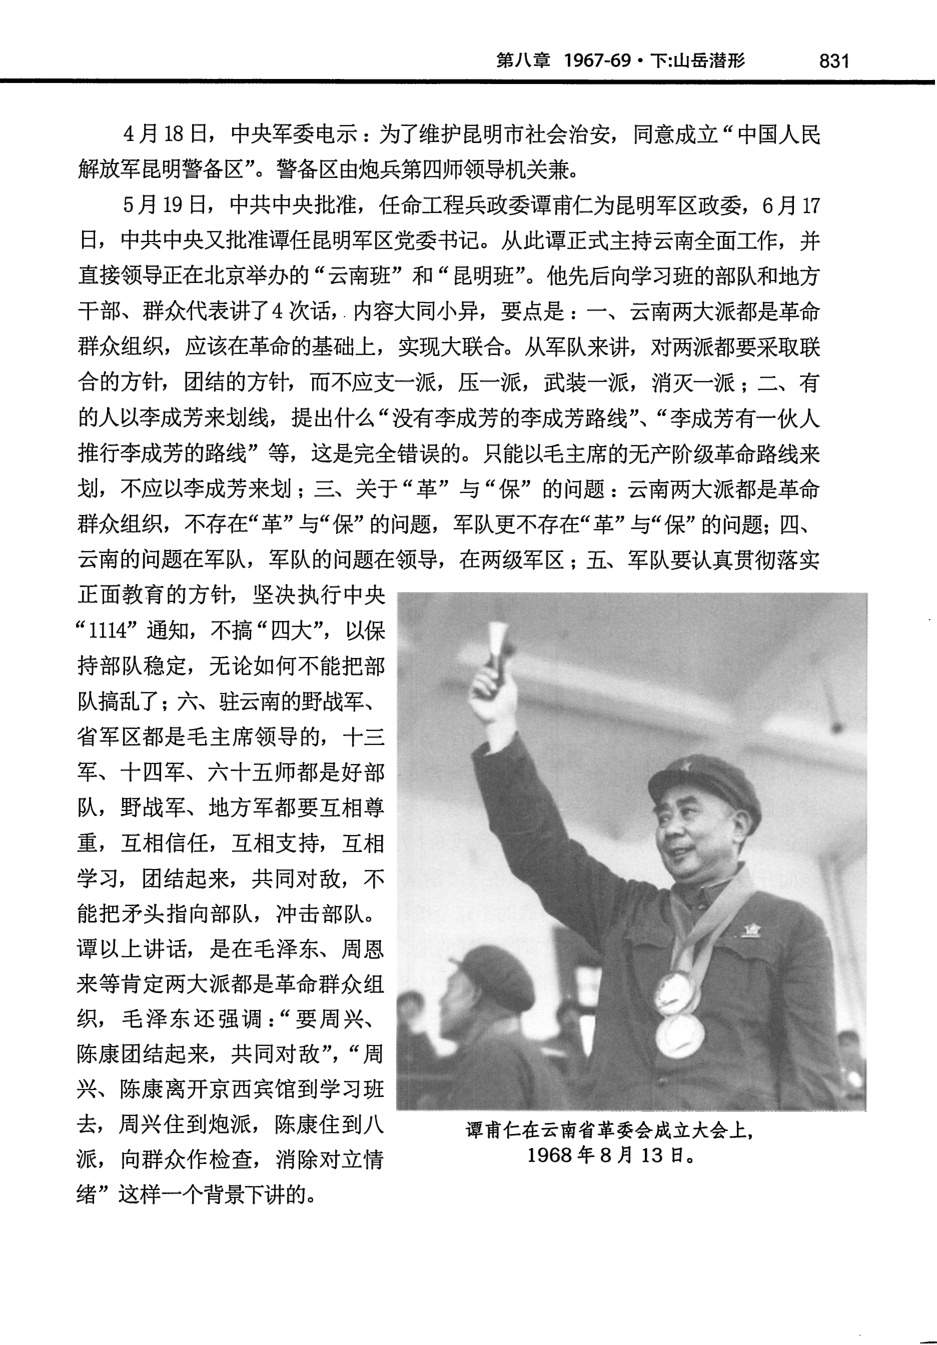 第八章 1967-69·下:山岳潜形 831
4月18日，中央军委电示：为了维护昆明市社会治安，同意成立“中国人民
解放军昆明警备区”。警备区由炮兵第四师领导机关兼。
5月19日，中共中央批准，任命工程兵政委谭甫仁为昆明军区政委，6月17
日，中共中央又批准谭任昆明军区党委书记。从此谭正式主持云南全面工作，并
直接领导正在北京举办的“云南班”和“昆明班”。他先后向学习班的部队和地方
干部、群众代表讲了4次话，内容大同小异，要点是：一、云南两大派都是革命
群众组织，应该在革命的基础上，实现大联合。从军队来讲，对两派都要采取联
合的方针，团结的方针，而不应支一派，压一派，武装一派，消灭一派；二、有
的人以李成芳来划线，提出什么“没有李成芳的李成芳路线”、“李成芳有一伙人
推行李成芳的路线”等，这是完全错误的。只能以毛主席的无产阶级革命路线来
划，不应以李成芳来划；三、关于“革”与“保”的问题：云南两大派都是革命
群众组织，不存在“革”与“保”的问题，军队更不存在“革”与“保”的问题；四、
云南的问题在军队，军队的问题在领导，在两级军区；五、军队要认真贯彻落实
正面教育的方针，坚决执行中央
“1114”通知，不搞“四大”，以保
持部队稳定，无论如何不能把部
队搞乱了；六、驻云南的野战军、
省军区都是毛主席领导的，十三
军、十四军、六十五师都是好部
队，野战军、地方军都要互相尊
重，互相信任，互相支持，互相
学习，团结起来，共同对敌，不
能把矛头指向部队，冲击部队。
谭以上讲话，是在毛泽东、周恩
来等肯定两大派都是革命群众组
织，毛泽东还强调：“要周兴、
陈康团结起来，共同对敌”，“周
兴、陈康离开京西宾馆到学习班
去，周兴住到炮派，陈康住到八
派，向群众作检查，消除对立情
绪”这样一个背景下讲的。
谭甫仁在云南省革委会成立大会上，
1968年8月13日。